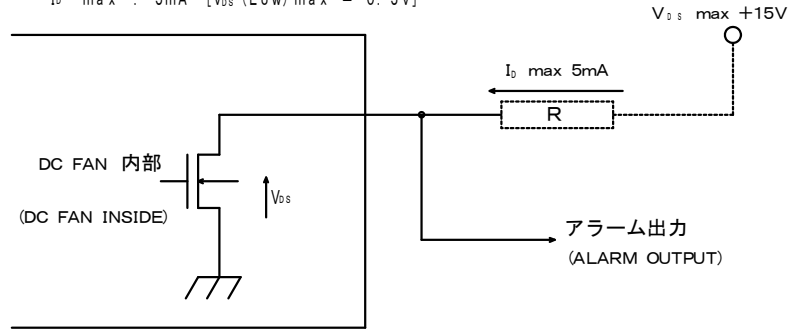 V_DS max +15V
I_D max 5mA
R
DC FAN 内部
(DC FAN INSIDE)
V_DS
アラーム出力
(ALARM OUTPUT)